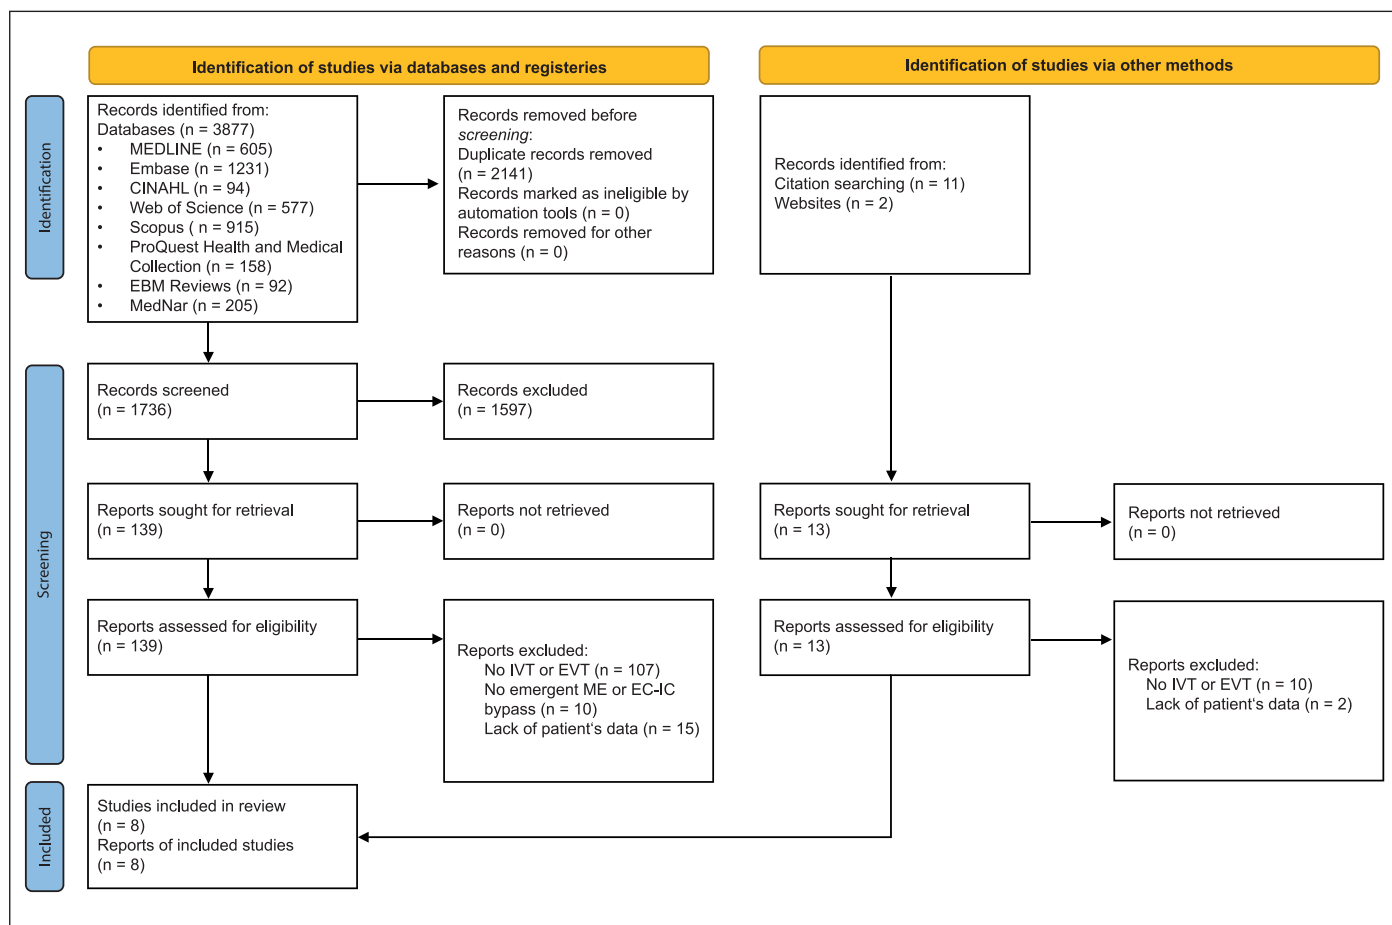 Identification of studies via databases and registeries
Identification of studies via other methods
Identification
Records identified from:
Databases (n = 3877)
• MEDLINE (n = 605)
• Embase (n = 1231)
• CINAHL (n = 94)
• Web of Science (n = 577)
• Scopus ( n = 915)
• ProQuest Health and Medical
Collection (n = 158)
• EBM Reviews (n = 92)
• MedNar (n = 205)
Records removed before
screening:
Duplicate records removed
(n = 2141)
Records marked as ineligible by
automation tools (n = 0)
Records removed for other
reasons (n = 0)
Records identified from:
Citation searching (n = 11)
Websites (n = 2)
Screening
Records screened
(n = 1736)
Records excluded
(n = 1597)
Reports sought for retrieval
(n = 139)
Reports not retrieved
(n = 0)
Reports sought for retrieval
(n = 13)
Reports not retrieved
(n = 0)
Reports assessed for eligibility
(n = 139)
Reports excluded:
No IVT or EVT (n = 107)
No emergent ME or EC-IC
bypass (n = 10)
Lack of patient‘s data (n = 15)
Reports assessed for eligibility
(n = 13)
Reports excluded:
No IVT or EVT (n = 10)
Lack of patient‘s data (n = 2)
Included
Studies included in review
(n = 8)
Reports of included studies
(n = 8)